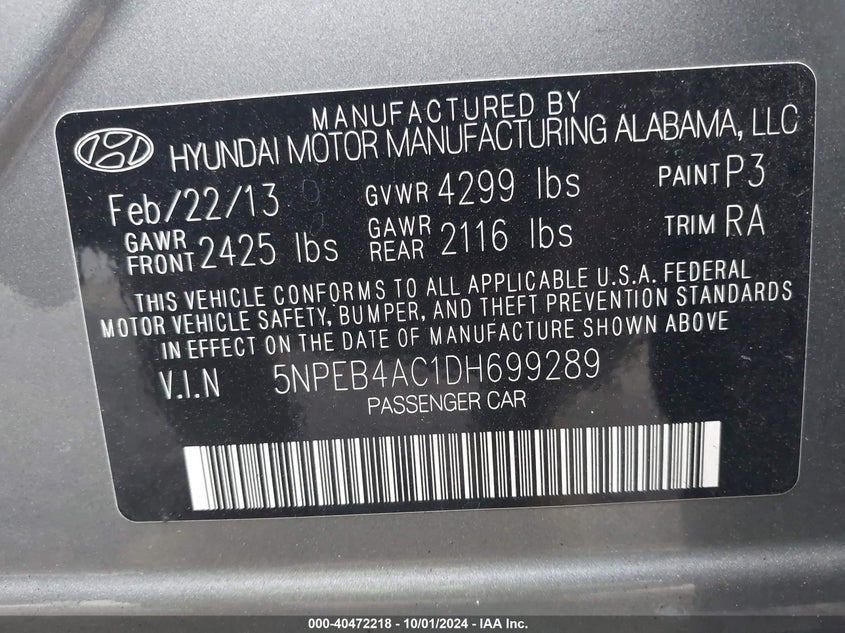 MANUFACTURED BY
HYUNDAI MOTOR MANUFACTURING ALABAMA, LLC
Feb/22/13 GVWR 4299 lbs PAINT P3
GAWR FRONT 2425 lbs GAWR REAR 2116 lbs TRIM RA
THIS VEHICLE CONFORMS TO ALL APPLICABLE U.S.A. FEDERAL
MOTOR VEHICLE SAFETY, BUMPER, AND THEFT PREVENTION STANDARDS
IN EFFECT ON THE DATE OF MANUFACTURE SHOWN ABOVE
V.I.N 5NPEB4AC1DH699289
PASSENGER CAR
000-40472218 - 10/01/2024 - IAA Inc.